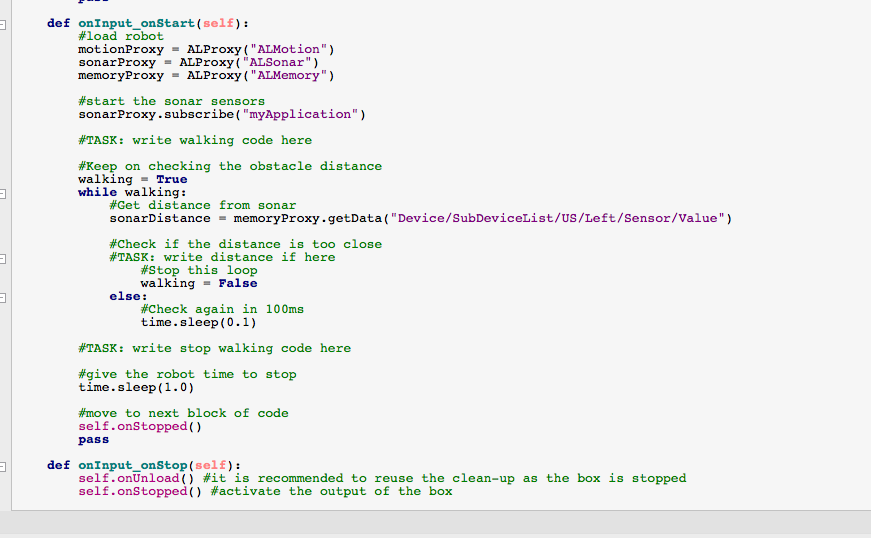 pass
def onInput_onStart(self):
#load robot
motionProxy = ALProxy("ALMotion")
sonarProxy = ALProxy("ALSonar")
memoryProxy = ALProxy("ALMemory")
#start the sonar sensors
sonarProxy.subscribe("myApplication")
#TASK: write walking code here
#Keep on checking the obstacle distance
walking = True
while walking:
#Get distance from sonar
sonarDistance = memoryProxy.getData("Device/SubDeviceList/US/Left/Sensor/Value")
#Check if the distance is too close
#TASK: write distance if here
#Stop this loop
walking = False
else:
#Check again in 100ms
time.sleep(0.1)
#TASK: write stop walking code here
#give the robot time to stop
time.sleep(1.0)
#move to next block of code
self.onStopped()
pass
def onInput_onStop(self):
self.onUnload() #it is recommended to reuse the clean-up as the box is stopped
self.onStopped() #activate the output of the box